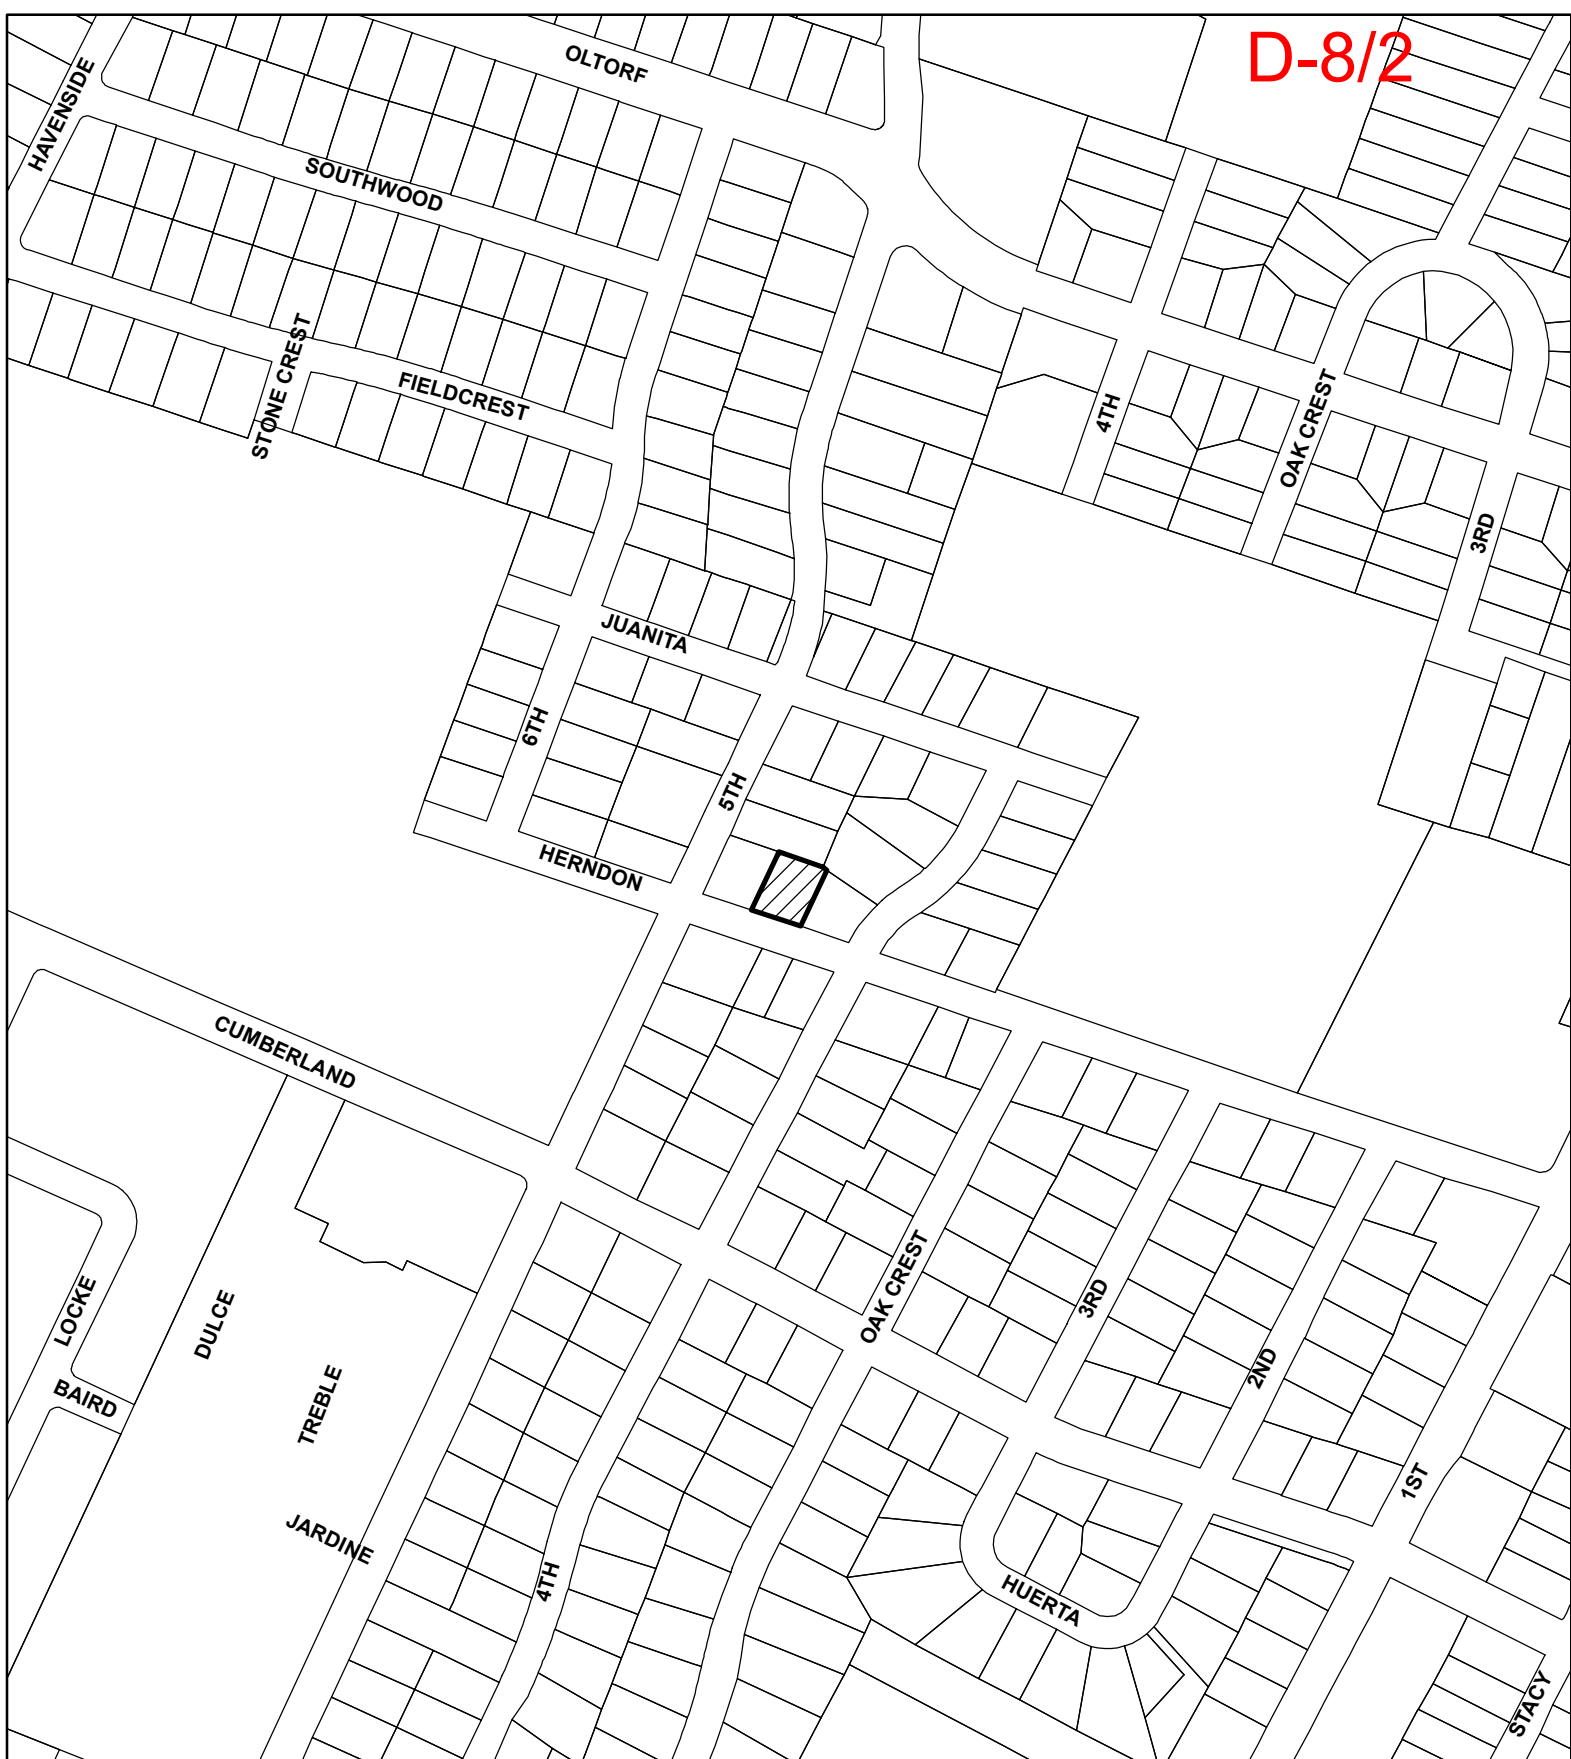 D-8/2
OLTORF
HAVENSIDE
SOUTHWOOD
STONE CREST
FIELDCREST
4TH
OAK CREST
3RD
JUANITA
6TH
5TH
HERNDON
CUMBERLAND
OAK CREST
LOCKE
DULCE
3RD
2ND
BAIRD
TREBLE
1ST
JARDINE
4TH
HUERTA
STACY